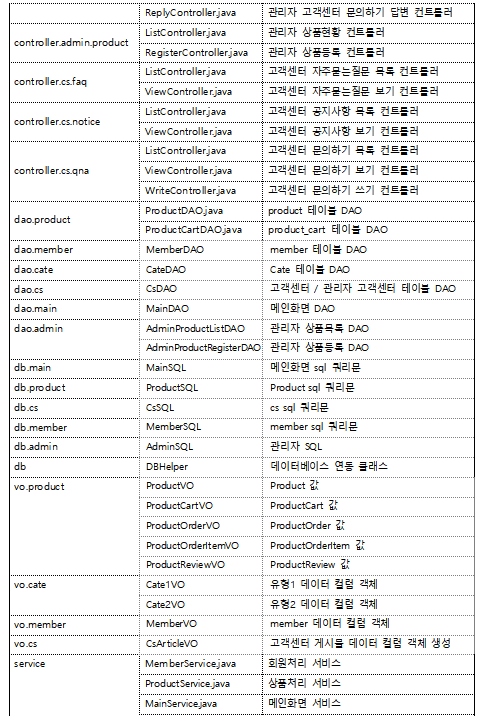 ReplyController.java 관리자 고객센터 문의하기 답변 컨트롤러
controller.admin.product ListController.java 관리자 상품현황 컨트롤러
RegisterController.java 관리자 상품등록 컨트롤러
controller.cs.faq ListController.java 고객센터 자주묻는질문 목록 컨트롤러
ViewController.java 고객센터 자주묻는질문 보기 컨트롤러
controller.cs.notice ListController.java 고객센터 공지사항 목록 컨트롤러
ViewController.java 고객센터 공지사항 보기 컨트롤러
controller.cs.qna ListController.java 고객센터 문의하기 목록 컨트롤러
ViewController.java 고객센터 문의하기 보기 컨트롤러
WriteController.java 고객센터 문의하기 쓰기 컨트롤러
dao.product ProductDAO.java product 테이블 DAO
ProductCartDAO.java product_cart 테이블 DAO
dao.member MemberDAO member 테이블 DAO
dao.cate CateDAO Cate 테이블 DAO
dao.cs CsDAO 고객센터 / 관리자 고객센터 테이블 DAO
dao.main MainDAO 메인화면 DAO
dao.admin AdminProductListDAO 관리자 상품목록 DAO
AdminProductRegisterDAO 관리자 상품등록 DAO
db.main MainSQL 메인화면 sql 쿼리문
db.product ProductSQL Product sql 쿼리문
db.cs CsSQL cs sql 쿼리문
db.member MemberSQL member sql 쿼리문
db.admin AdminSQL 관리자 SQL
db DBHelper 데이터베이스 연동 클래스
vo.product ProductVO Product 값
ProductCartVO ProductCart 값
ProductOrderVO ProductOrder 값
ProductOrderItemVO ProductOrderItem 값
ProductReviewVO ProductReview 값
vo.cate Cate1VO 유형1 데이터 컬럼 객체
Cate2VO 유형2 데이터 컬럼 객체
vo.member MemberVO member 데이터 컬럼 객체
vo.cs CsArticleVO 고객센터 게시물 데이터 컬럼 객체 생성
service MemberService.java 회원처리 서비스
ProductService.java 상품처리 서비스
MainService.java 메인화면 서비스